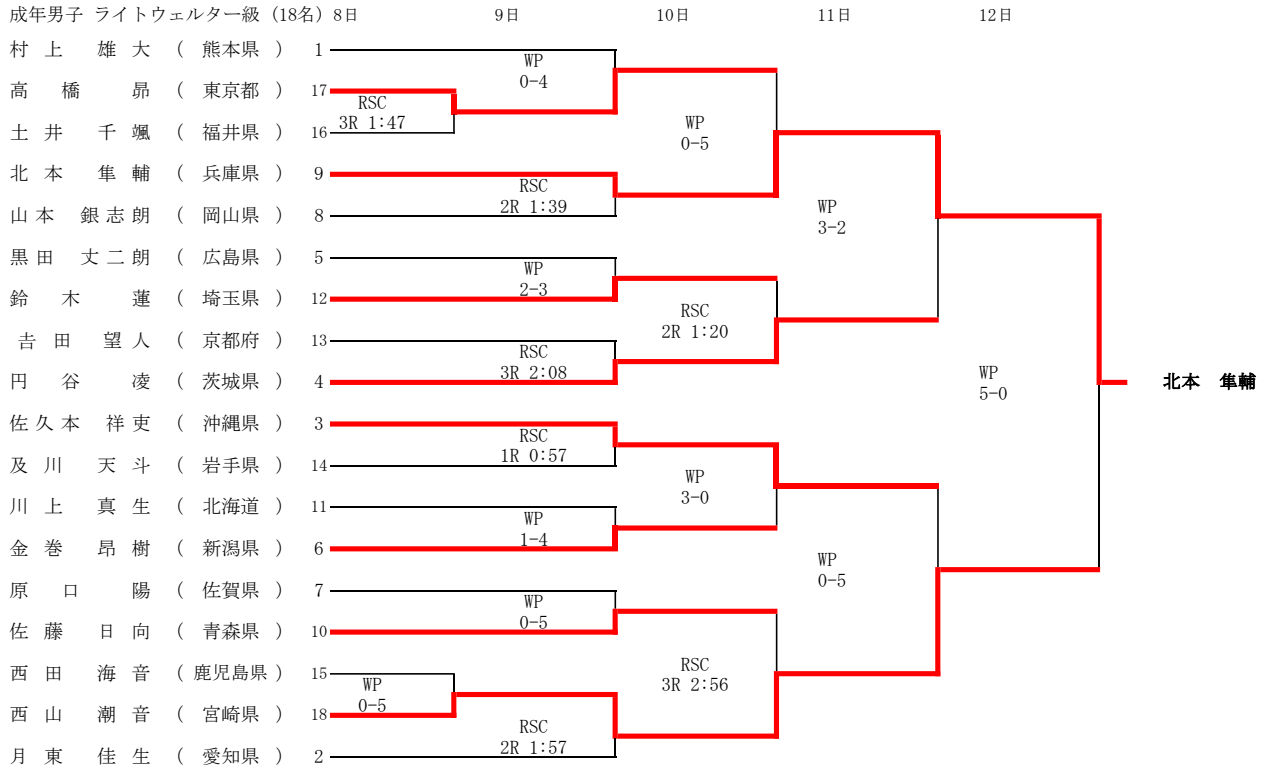 成年男子 ライトウェルター級 (18名) 8日 9日 10日 11日 12日
村上 雄大 ( 熊本県 ) 1
WP
0-4
高橋 昴 ( 東京都 ) 17
RSC
3R 1:47
WP
0-5
土井 千颯 ( 福井県 ) 16
北本 隼輔 ( 兵庫県 ) 9
RSC
2R 1:39
山本 銀志朗 ( 岡山県 ) 8
WP
3-2
黒田 丈二朗 ( 広島県 ) 5
WP
2-3
鈴木 蓮 ( 埼玉県 ) 12
RSC
2R 1:20
𠮷田 望人 ( 京都府 ) 13
RSC
3R 2:08
円谷 凌 ( 茨城県 ) 4
WP
5-0
北本 隼輔
佐久本 祥吏 ( 沖縄県 ) 3
RSC
1R 0:57
及川 天斗 ( 岩手県 ) 14
WP
3-0
川上 真生 ( 北海道 ) 11
WP
1-4
金巻 昂樹 ( 新潟県 ) 6
WP
0-5
原口 陽 ( 佐賀県 ) 7
WP
0-5
佐藤 日向 ( 青森県 ) 10
RSC
3R 2:56
西田 海音 ( 鹿児島県 ) 15
WP
0-5
西山 潮音 ( 宮崎県 ) 18
RSC
2R 1:57
月東 佳生 ( 愛知県 ) 2